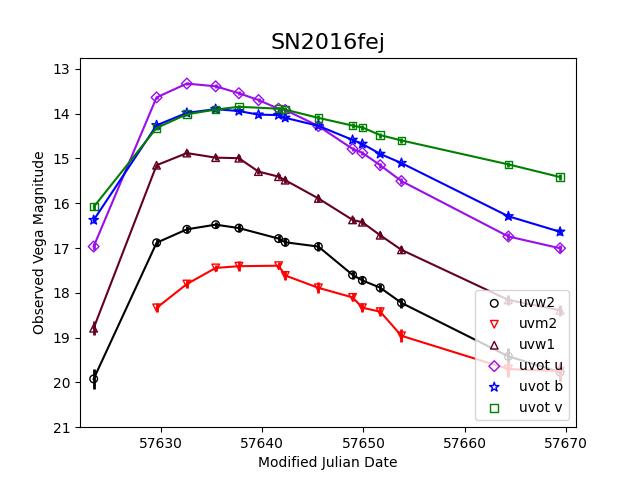 SN2016fej
Observed Vega Magnitude
13
14
15
16
17
18
19
20
21
57630
57640
57650
57660
57670
Modified Julian Date
uvw2
uvm2
uvw1
uvot u
uvot b
uvot v